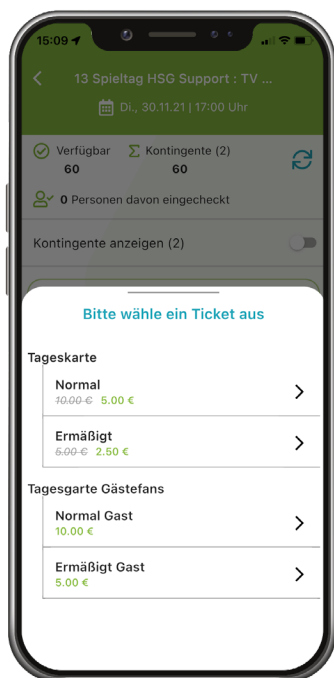 15:09
13 Spieltag HSG Support : TV ...
Di., 30.11.21 | 17:00 Uhr
Verfügbar Σ Kontingente (2)
60 60
0 Personen davon eingecheckt
Kontingente anzeigen (2)
Bitte wähle ein Ticket aus
Tageskarte
Normal
10.00 € 5.00 €
Ermäßigt
5.00 € 2.50 €
Tagesgarte Gästefans
Normal Gast
10.00 €
Ermäßigt Gast
5.00 €